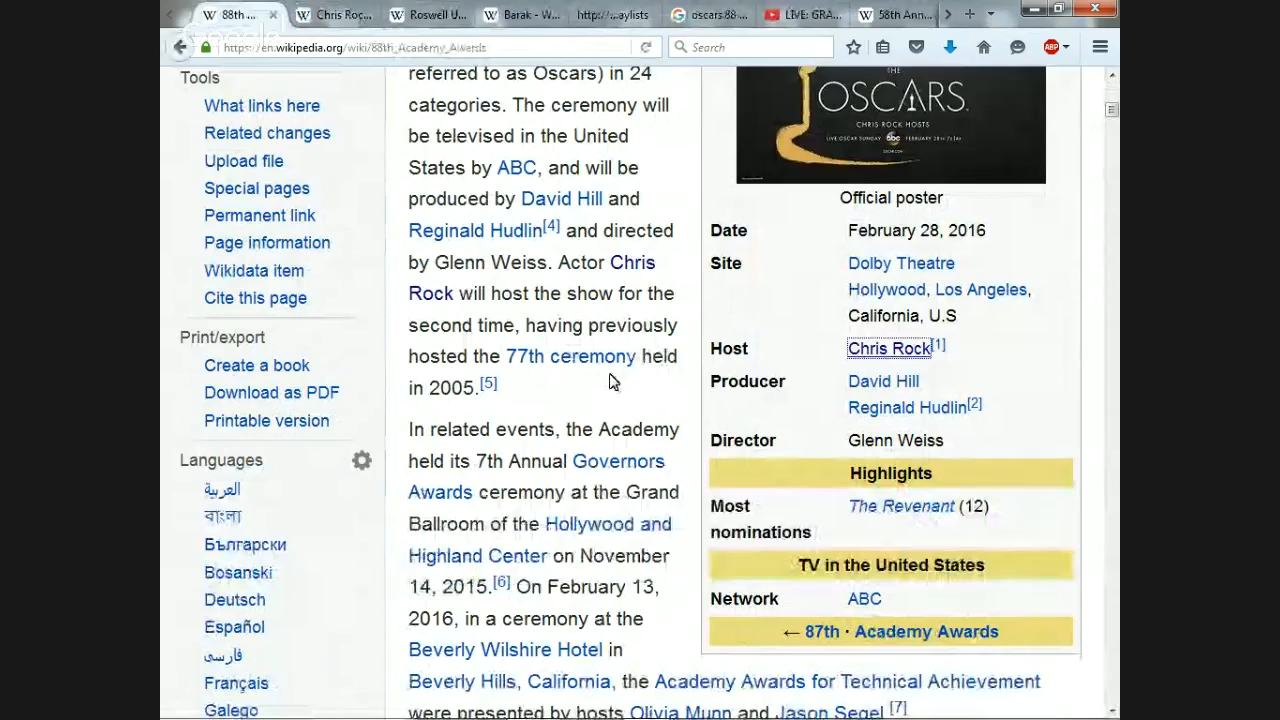 88th ...
Chris Roc...
Roswell U...
Barak - W...
http://...aylists
oscars 88...
LIVE: GRA...
58th Ann...
https://en.wikipedia.org/wiki/88th_Academy_Awards
Search
ABP
Tools
What links here
Related changes
Upload file
Special pages
Permanent link
Page information
Wikidata item
Cite this page
Print/export
Create a book
Download as PDF
Printable version
Languages
العربية
বাংলা
Български
Bosanski
Deutsch
Español
فارسی
Français
Galego
referred to as Oscars) in 24
categories. The ceremony will
be televised in the United
States by ABC, and will be
produced by David Hill and
Reginald Hudlin[4] and directed
by Glenn Weiss. Actor Chris
Rock will host the show for the
second time, having previously
hosted the 77th ceremony held
in 2005.[5]
In related events, the Academy
held its 7th Annual Governors
Awards ceremony at the Grand
Ballroom of the Hollywood and
Highland Center on November
14, 2015.[6] On February 13,
2016, in a ceremony at the
Beverly Wilshire Hotel in
Beverly Hills, California, the Academy Awards for Technical Achievement
were presented by hosts Olivia Munn and Jason Segel.[7]
THE
OSCARS.
CHRIS ROCK HOSTS
LIVE OSCAR SUNDAY abc FEBRUARY 28
Official poster
Date February 28, 2016
Site Dolby Theatre
Hollywood, Los Angeles,
California, U.S
Host Chris Rock[1]
Producer David Hill
Reginald Hudlin[2]
Director Glenn Weiss
Highlights
Most
nominations
The Revenant (12)
TV in the United States
Network ABC
← 87th · Academy Awards